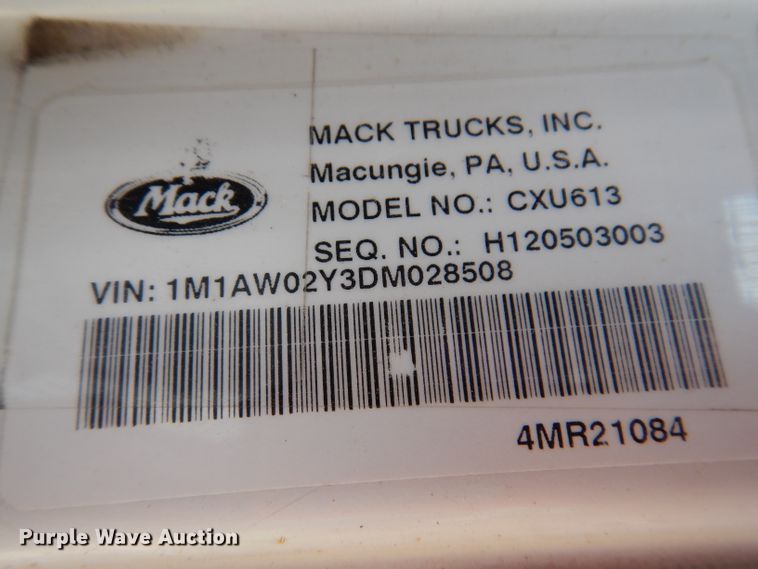 Mack
MACK TRUCKS, INC.
Macungie, PA, U.S.A.
MODEL NO.: CXU613
SEQ. NO.: H120503003
VIN: 1M1AW02Y3DM028508
4MR21084
Purple Wave Auction